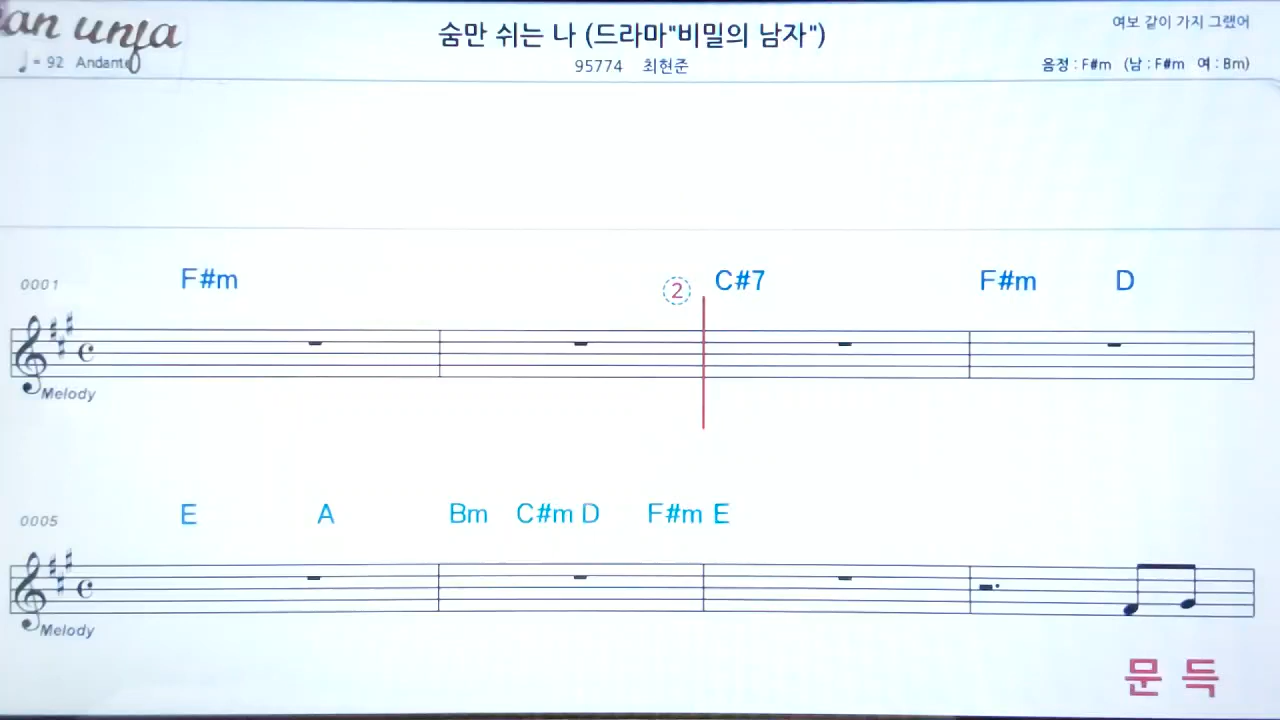 an unfa
숨만 쉬는 나 (드라마"비밀의 남자")
여보 같이 가지 그랬어
♩= 92 Andante
95774 최현준
음정 : F#m (남 : F#m 여 : Bm)
0001 F#m ② C#7 F#m D
Melody
0005 E A Bm C#m D F#m E
Melody
문 득